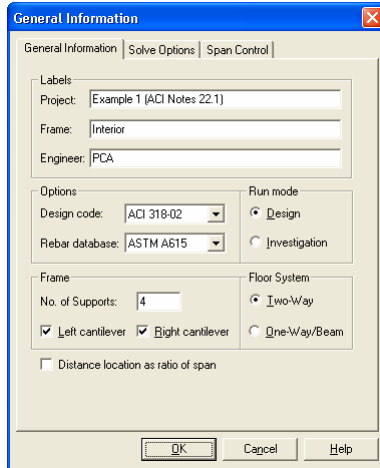 General Information
General Information Solve Options Span Control
Labels
Project: Example 1 (ACI Notes 22.1)
Frame: Interior
Engineer: PCA
Options Run mode
Design code: ACI 318-02 Design
Rebar database: ASTM A615 Investigation
Frame Floor System
No. of Supports: 4 Two-Way
Left cantilever Right cantilever One-Way/Beam
Distance location as ratio of span
OK Cancel Help